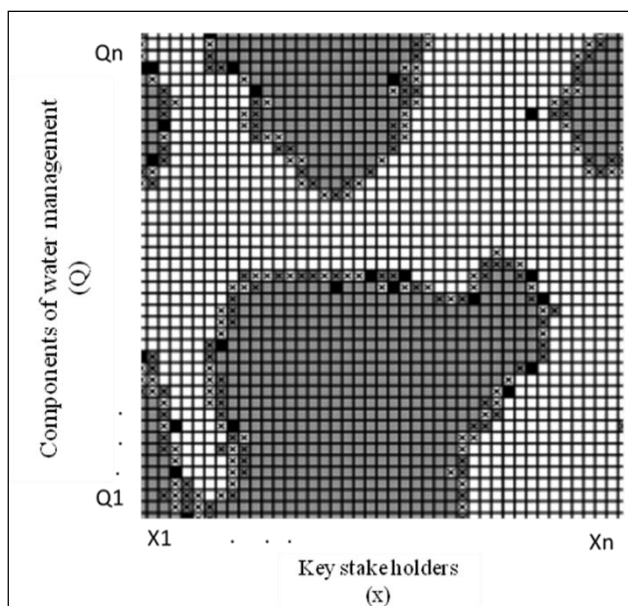 Qn
Components of water management
(Q)
.
.
.
Q1
X1 . . . Xn
Key stakeholders
(x)